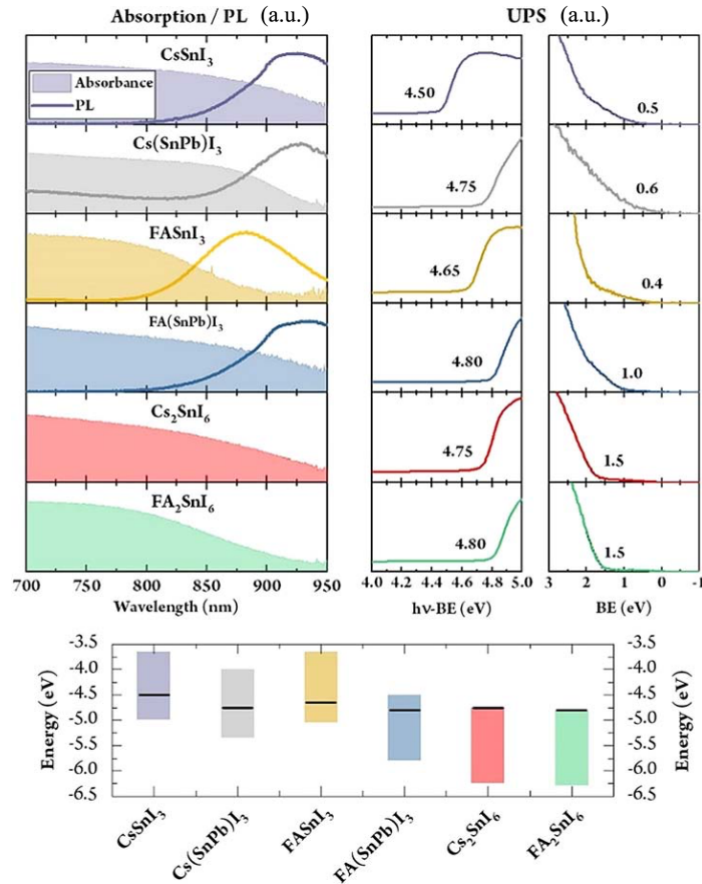 Absorption / PL (a.u.)
UPS (a.u.)
CsSnI₃
Absorbance
PL
4.50
0.5
Cs(SnPb)I₃
4.75
0.6
FASnI₃
4.65
0.4
FA(SnPb)I₃
4.80
1.0
Cs₂SnI₆
4.75
1.5
FA₂SnI₆
4.80
1.5
700 750 800 850 900 950
4.0 4.2 4.4 4.6 4.8 5.0
3 2 1 0 -1
Wavelength (nm)
hν-BE (eV)
BE (eV)
Energy (eV)
-3.5
-4.0
-4.5
-5.0
-5.5
-6.0
-6.5
-3.5
-4.0
-4.5
-5.0
-5.5
-6.0
-6.5
Energy (eV)
CsSnI₃
Cs(SnPb)I₃
FASnI₃
FA(SnPb)I₃
Cs₂SnI₆
FA₂SnI₆